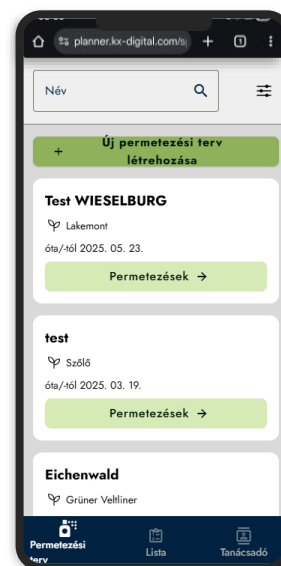 planner.kx-digital.com/s
Név
+ Új permetezési terv
létrehozása
Test WIESELBURG
Lakemont
óta/-tól 2025. 05. 23.
Permetezések →
test
Szőlő
óta/-tól 2025. 03. 19.
Permetezések →
Eichenwald
Grüner Veltliner
Permetezési
terv
Lista
Tanácsadó